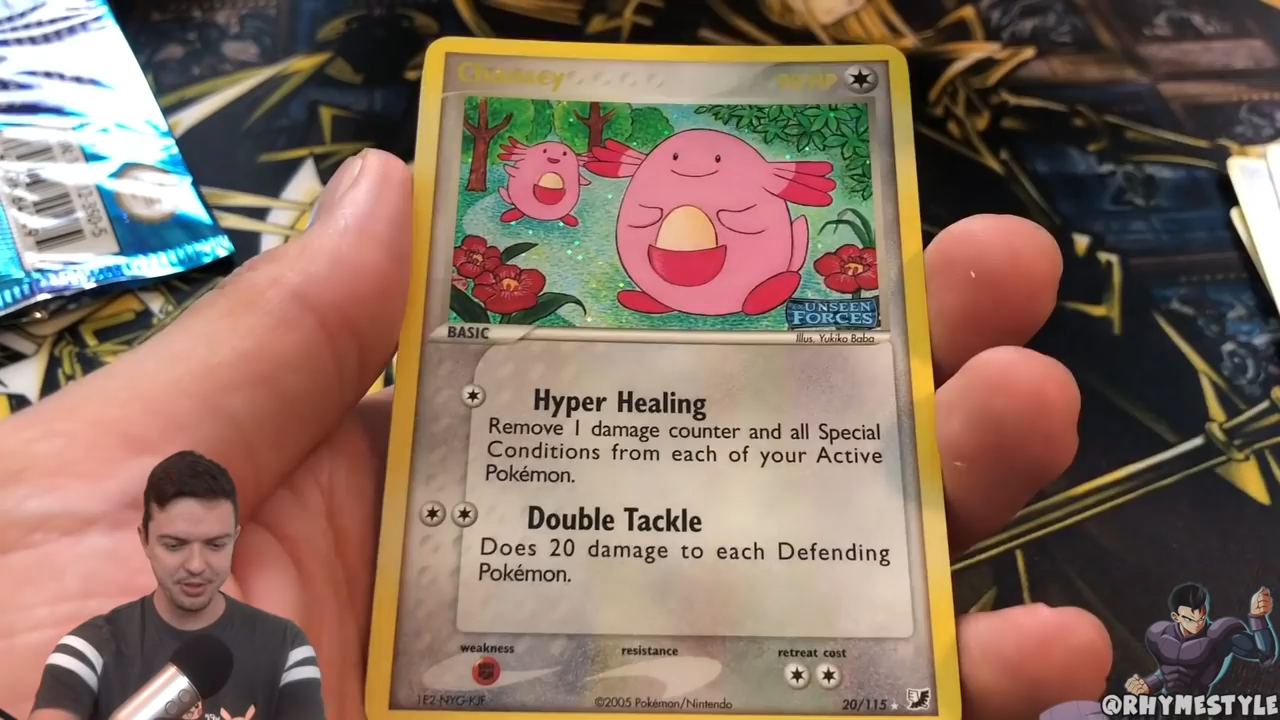 Chansey
90 HP
UNSEEN
FORCES
BASIC
Illus. Yukiko Baba
Hyper Healing
Remove 1 damage counter and all Special
Conditions from each of your Active
Pokémon.
Double Tackle
Does 20 damage to each Defending
Pokémon.
weakness
resistance
retreat cost
1E2-NYG-KJF
©2005 Pokémon/Nintendo
20/115
@RHYMESTYLE